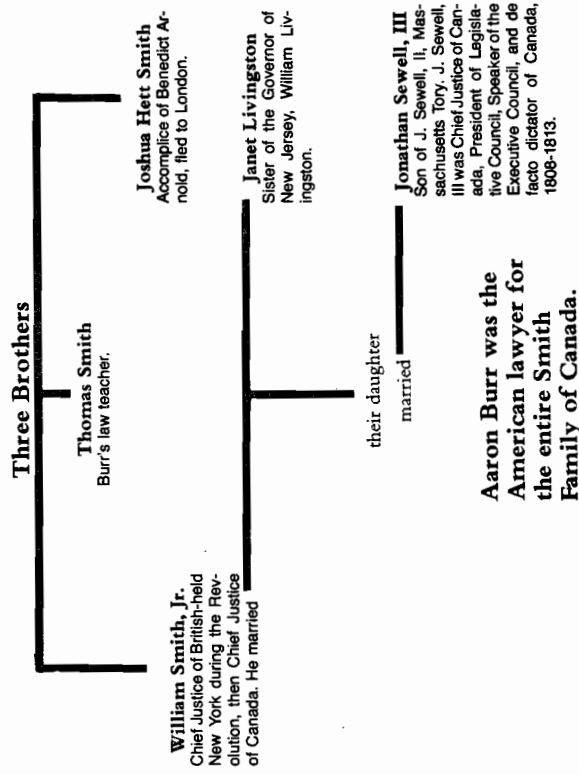 Three Brothers
William Smith, Jr.
Chief Justice of British-held
New York during the Rev-
olution, then Chief Justice
of Canada. He married
Thomas Smith
Burr's law teacher.
Joshua Hett Smith
Accomplice of Benedict Ar-
nold, fled to London.
Janet Livingston
Sister of the Governor of
New Jersey, William Liv-
ingston.
their daughter
married
Jonathan Sewell, III
Son of J. Sewell, II, Mas-
sachusetts Tory. J. Sewell,
III was Chief Justice of Can-
ada, President of Legisla-
tive Council, Speaker of the
Executive Council, and de
facto dictator of Canada,
1808-1813.
Aaron Burr was the
American lawyer for
the entire Smith
Family of Canada.